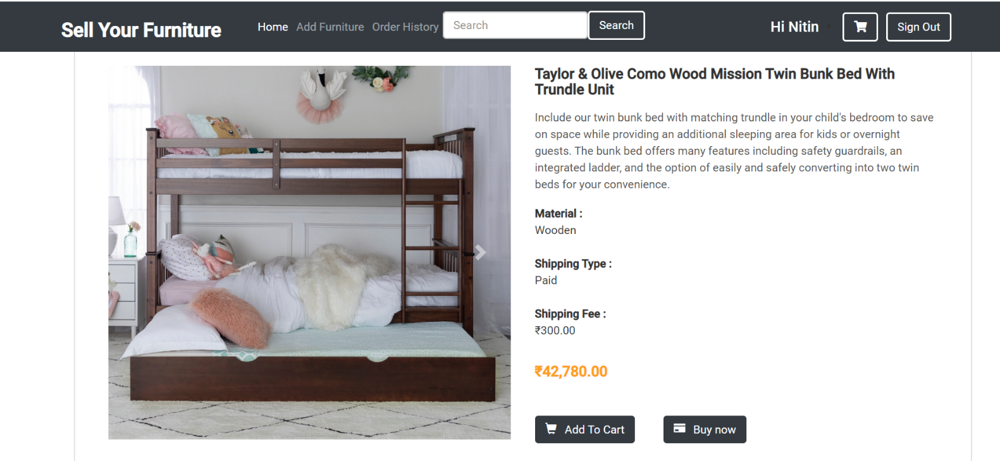 Sell Your Furniture
Home Add Furniture Order History Search Search
Hi Nitin Sign Out
Taylor & Olive Como Wood Mission Twin Bunk Bed With
Trundle Unit
Include our twin bunk bed with matching trundle in your child's bedroom to save
on space while providing an additional sleeping area for kids or overnight
guests. The bunk bed offers many features including safety guardrails, an
integrated ladder, and the option of easily and safely converting into two twin
beds for your convenience.
Material :
Wooden
Shipping Type :
Paid
Shipping Fee :
₹300.00
₹42,780.00
Add To Cart Buy now